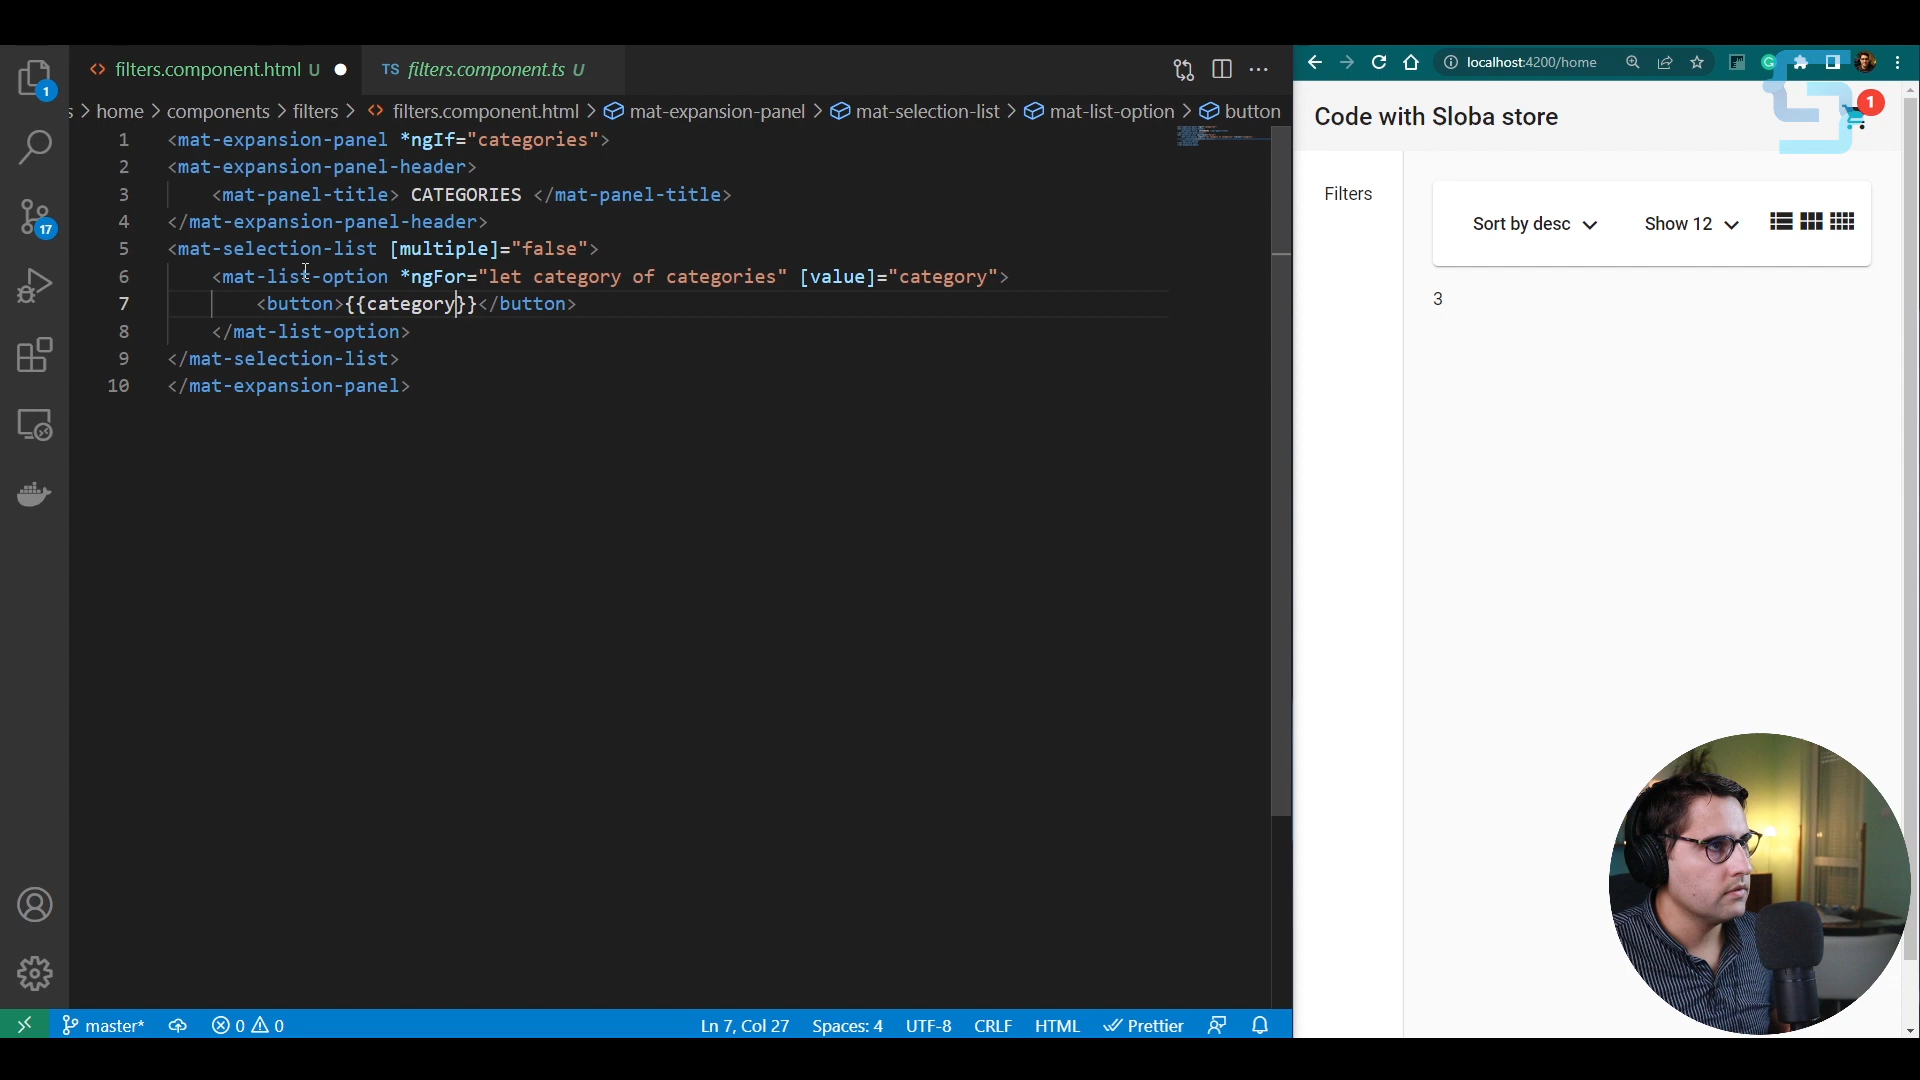 filters.component.html U
TS filters.component.ts U
s > home > components > filters > filters.component.html > mat-expansion-panel > mat-selection-list > mat-list-option > button
1 <mat-expansion-panel *ngIf="categories">
2 <mat-expansion-panel-header>
3 <mat-panel-title> CATEGORIES </mat-panel-title>
4 </mat-expansion-panel-header>
5 <mat-selection-list [multiple]="false">
6 <mat-list-option *ngFor="let category of categories" [value]="category">
7 <button>{{category}}</button>
8 </mat-list-option>
9 </mat-selection-list>
10 </mat-expansion-panel>
1
17
master*
0 0
Ln 7, Col 27
Spaces: 4
UTF-8
CRLF
HTML
Prettier
localhost:4200/home
Code with Sloba store
1
Filters
Sort by desc
Show 12
3